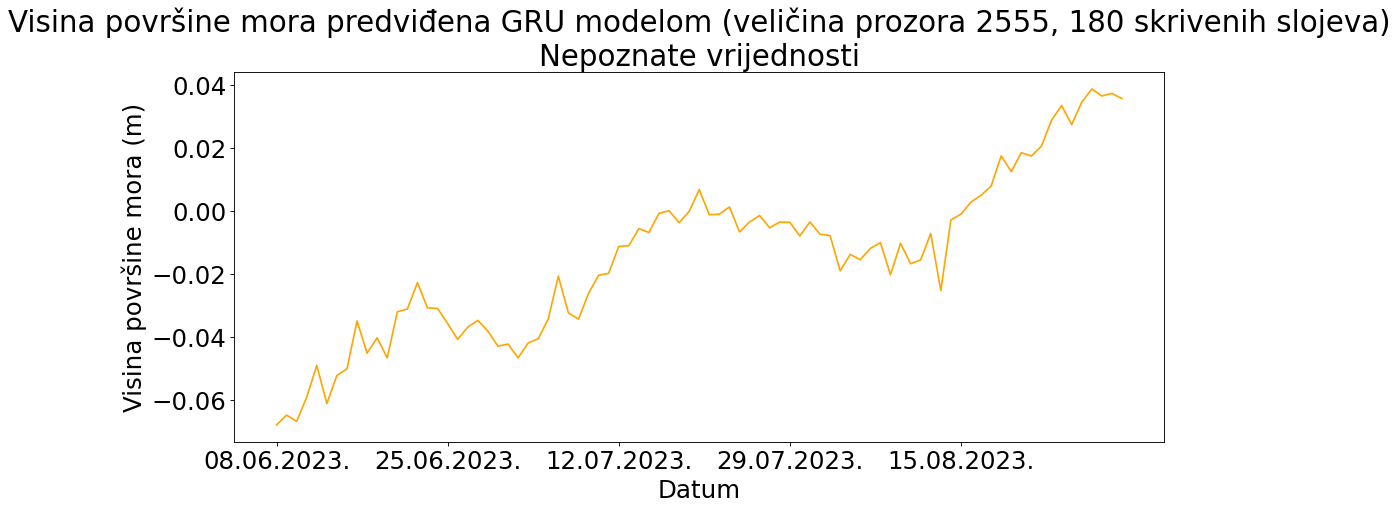 Visina površine mora predviđena GRU modelom (veličina prozora 2555, 180 skrivenih slojeva)
Nepoznate vrijednosti
Visina površine mora (m)
0.04
0.02
0.00
−0.02
−0.04
−0.06
08.06.2023. 25.06.2023. 12.07.2023. 29.07.2023. 15.08.2023.
Datum